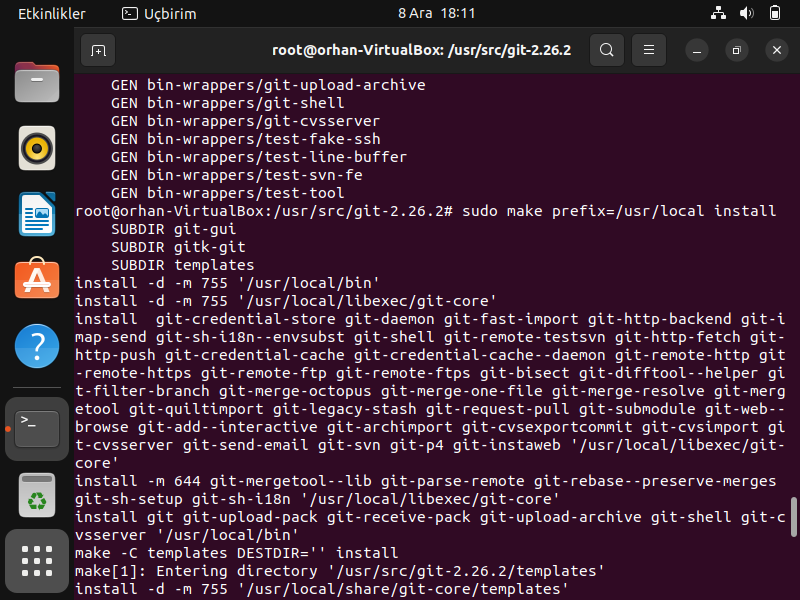 Etkinlikler
Uçbirim
8 Ara 18:11
root@orhan-VirtualBox: /usr/src/git-2.26.2
GEN bin-wrappers/git-upload-archive
GEN bin-wrappers/git-shell
GEN bin-wrappers/git-cvsserver
GEN bin-wrappers/test-fake-ssh
GEN bin-wrappers/test-line-buffer
GEN bin-wrappers/test-svn-fe
GEN bin-wrappers/test-tool
root@orhan-VirtualBox:/usr/src/git-2.26.2# sudo make prefix=/usr/local install
SUBDIR git-gui
SUBDIR gitk-git
SUBDIR templates
install -d -m 755 '/usr/local/bin'
install -d -m 755 '/usr/local/libexec/git-core'
install  git-credential-store git-daemon git-fast-import git-http-backend git-i
map-send git-sh-i18n--envsubst git-shell git-remote-testsvn git-http-fetch git-
http-push git-credential-cache git-credential-cache--daemon git-remote-http git
-remote-https git-remote-ftp git-remote-ftps git-bisect git-difftool--helper gi
t-filter-branch git-merge-octopus git-merge-one-file git-merge-resolve git-merg
etool git-quiltimport git-legacy-stash git-request-pull git-submodule git-web--
browse git-add--interactive git-archimport git-cvsexportcommit git-cvsimport gi
t-cvsserver git-send-email git-svn git-p4 git-instaweb '/usr/local/libexec/git-
core'
install -m 644 git-mergetool--lib git-parse-remote git-rebase--preserve-merges
git-sh-setup git-sh-i18n '/usr/local/libexec/git-core'
install git git-upload-pack git-receive-pack git-upload-archive git-shell git-c
vsserver '/usr/local/bin'
make -C templates DESTDIR='' install
make[1]: Entering directory '/usr/src/git-2.26.2/templates'
install -d -m 755 '/usr/local/share/git-core/templates'